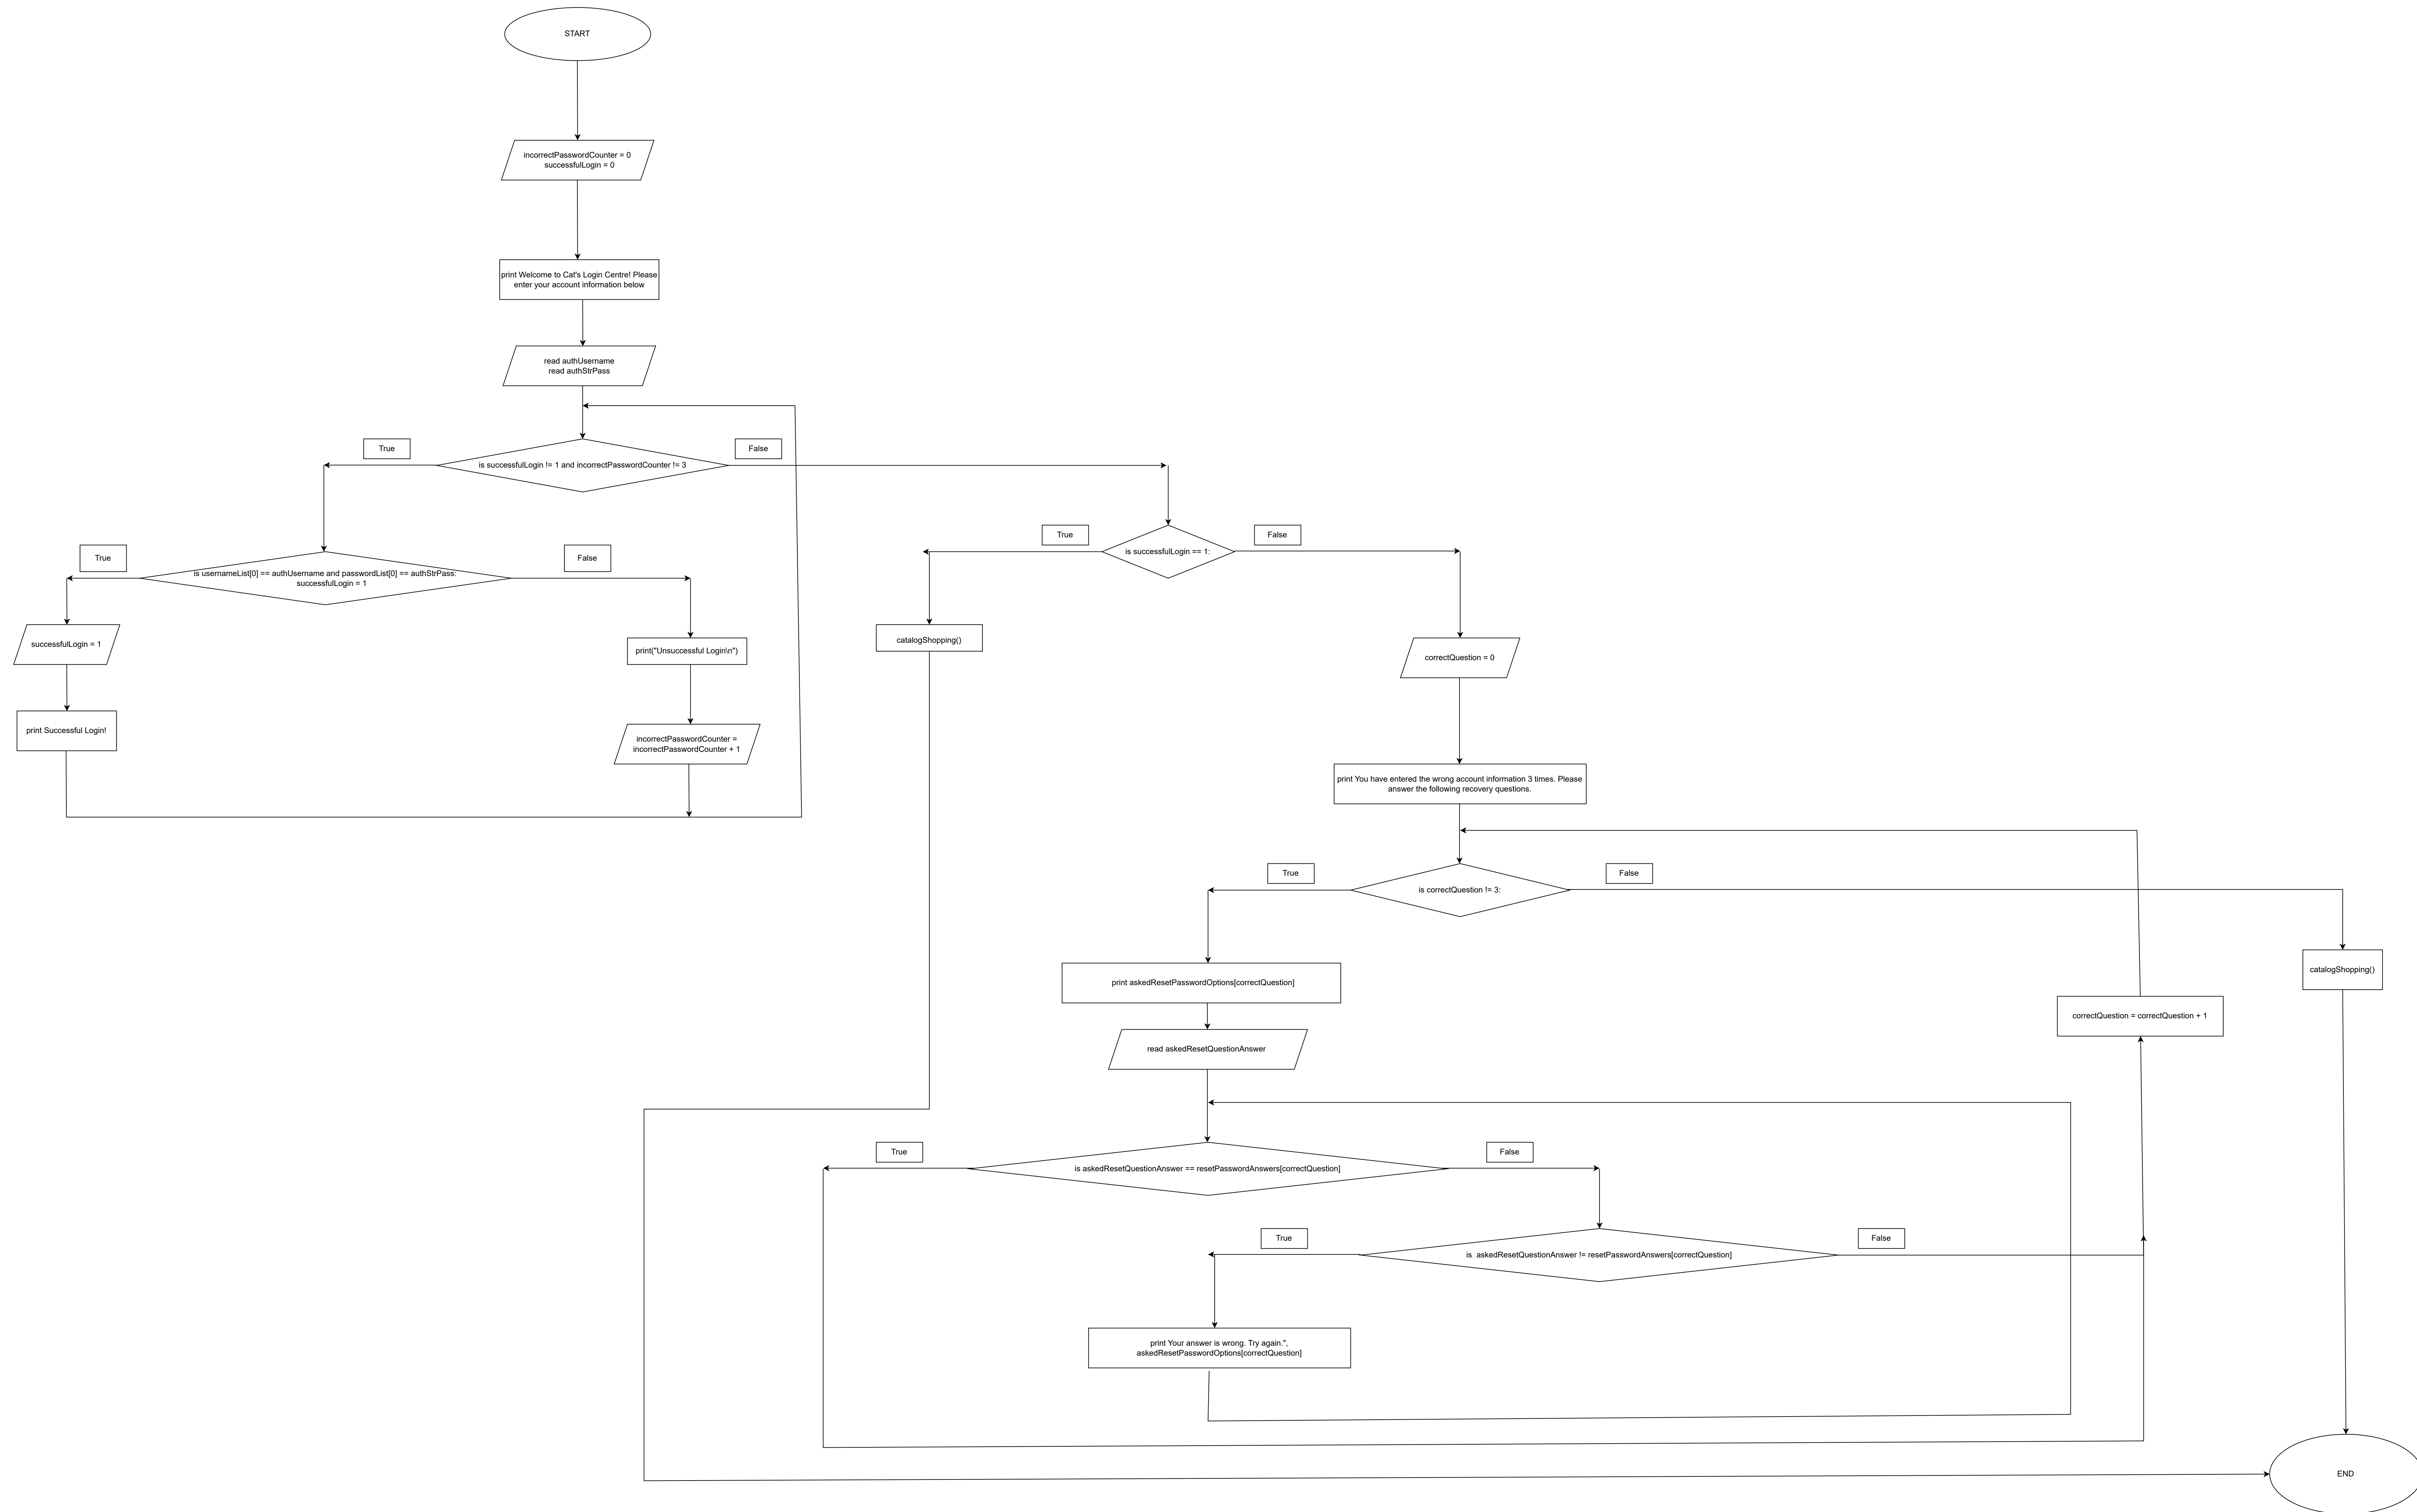 START
incorrectPasswordCounter = 0
successfulLogin = 0
print Welcome to Cat's Login Centre! Please
enter your account information below
read authUsername
read authStrPass
True
False
is successfulLogin != 1 and incorrectPasswordCounter != 3
True
False
is usernameList[0] == authUsername and passwordList[0] == authStrPass:
successfulLogin = 1
successfulLogin = 1
print Successful Login!
print("Unsuccessful Login\n")
incorrectPasswordCounter =
incorrectPasswordCounter + 1
True
False
is successfulLogin == 1:
catalogShopping()
correctQuestion = 0
print You have entered the wrong account information 3 times. Please
answer the following recovery questions.
True
False
is correctQuestion != 3:
print askedResetPasswordOptions[correctQuestion]
read askedResetQuestionAnswer
catalogShopping()
correctQuestion = correctQuestion + 1
True
False
is askedResetQuestionAnswer == resetPasswordAnswers[correctQuestion]
True
False
is  askedResetQuestionAnswer != resetPasswordAnswers[correctQuestion]
print Your answer is wrong. Try again.",
askedResetPasswordOptions[correctQuestion]
END